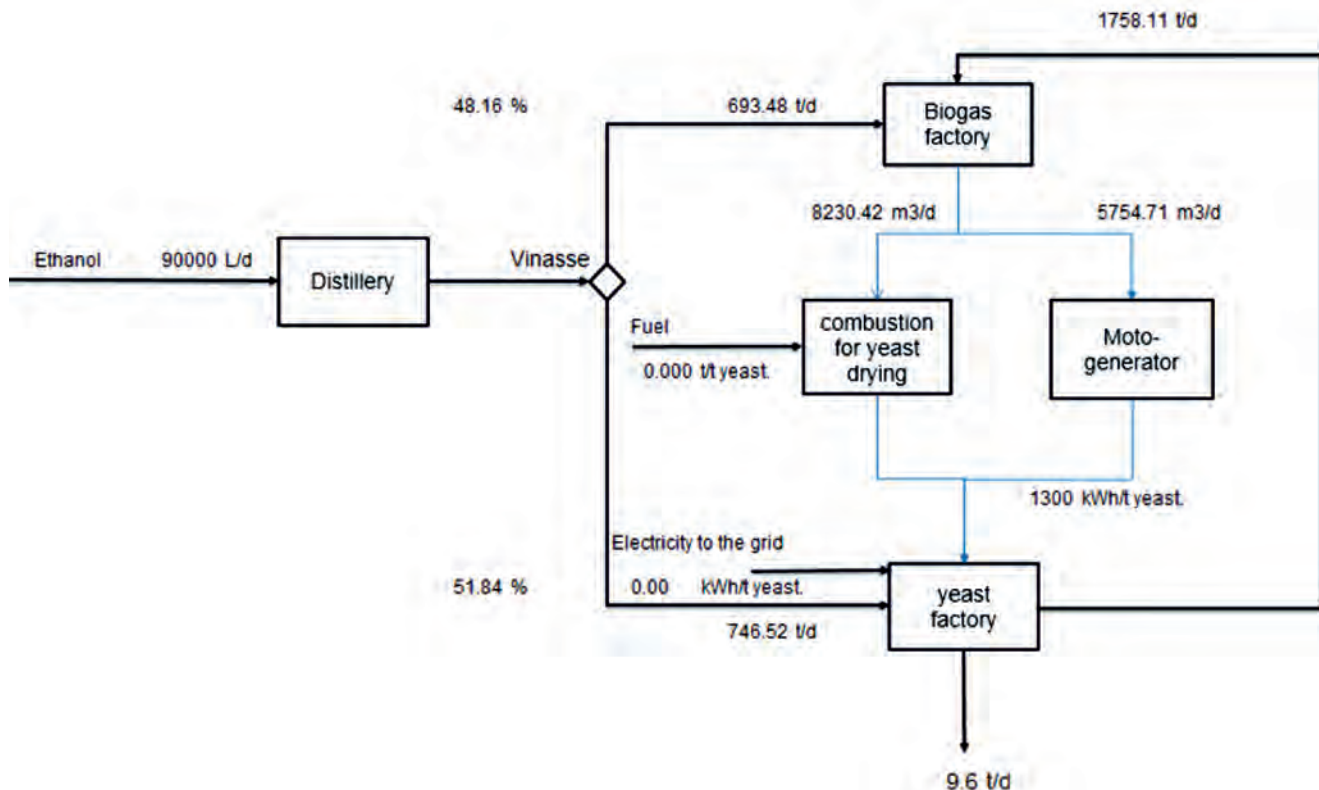 1758.11 t/d
48.16 %
693.48 t/d
Biogas
factory
8230.42 m3/d
5754.71 m3/d
Ethanol
90000 L/d
Distillery
Vinasse
Fuel
0.000 t/t yeast.
combustion
for yeast
drying
Moto-
generator
1300 kWh/t yeast.
Electricity to the grid
51.84 %
0.00 kWh/t yeast.
746.52 t/d
yeast
factory
9.6 t/d